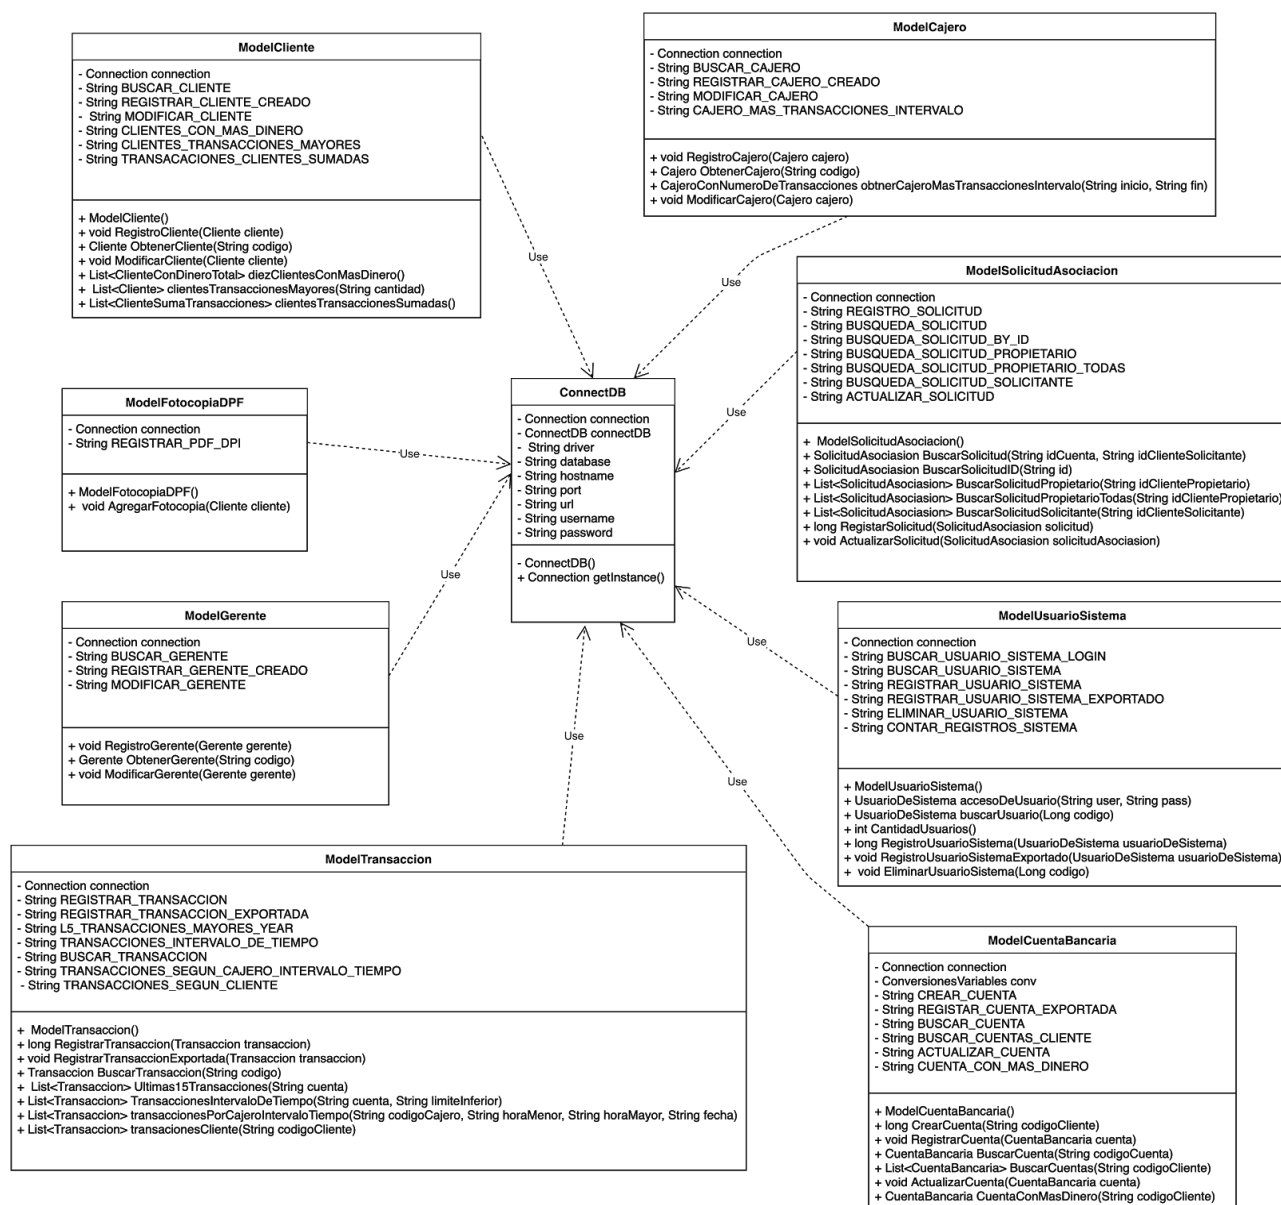 ModelCliente
- Connection connection
- String BUSCAR_CLIENTE
- String REGISTRAR_CLIENTE_CREADO
-  String MODIFICAR_CLIENTE
- String CLIENTES_CON_MAS_DINERO
- String CLIENTES_TRANSACCIONES_MAYORES
- String TRANSACACIONES_CLIENTES_SUMADAS
+ ModelCliente()
+ void RegistroCliente(Cliente cliente)
+ Cliente ObtenerCliente(String codigo)
+ void ModificarCliente(Cliente cliente)
+ List<ClienteConDineroTotal> diezClientesConMasDinero()
+  List<Cliente> clientesTransaccionesMayores(String cantidad)
+ List<ClienteSumaTransacciones> clientesTransaccionesSumadas()
ModelCajero
- Connection connection
- String BUSCAR_CAJERO
- String REGISTRAR_CAJERO_CREADO
- String MODIFICAR_CAJERO
- String CAJERO_MAS_TRANSACCIONES_INTERVALO
+ void RegistroCajero(Cajero cajero)
+ Cajero ObtenerCajero(String codigo)
+ CajeroConNumeroDeTransacciones obtnerCajeroMasTransaccionesIntervalo(String inicio, String fin)
+ void ModificarCajero(Cajero cajero)
Use
Use
ModelSolicitudAsociacion
- Connection connection
- String REGISTRO_SOLICITUD
- String BUSQUEDA_SOLICITUD
- String BUSQUEDA_SOLICITUD_BY_ID
- String BUSQUEDA_SOLICITUD_PROPIETARIO
- String BUSQUEDA_SOLICITUD_PROPIETARIO_TODAS
- String BUSQUEDA_SOLICITUD_SOLICITANTE
- String ACTUALIZAR_SOLICITUD
+  ModelSolicitudAsociacion()
+ SolicitudAsociasion BuscarSolicitud(String idCuenta, String idClienteSolicitante)
+ SolicitudAsociasion BuscarSolicitudID(String id)
+ List<SolicitudAsociasion> BuscarSolicitudPropietario(String idClientePropietario)
+ List<SolicitudAsociasion> BuscarSolicitudPropietarioTodas(String idClientePropietario)
+ List<SolicitudAsociasion> BuscarSolicitudSolicitante(String idClienteSolicitante)
+ long RegistarSolicitud(SolicitudAsociasion solicitud)
+ void ActualizarSolicitud(SolicitudAsociasion solicitudAsociasion)
Use
ConnectDB
- Connection connection
- ConnectDB connectDB
-  String driver
- String database
- String hostname
- String port
- String url
- String username
- String password
- ConnectDB()
+ Connection getInstance()
ModelFotocopiaDPF
- Connection connection
- String REGISTRAR_PDF_DPI
+ ModelFotocopiaDPF()
+  void AgregarFotocopia(Cliente cliente)
Use
Use
ModelGerente
- Connection connection
- String BUSCAR_GERENTE
- String REGISTRAR_GERENTE_CREADO
- String MODIFICAR_GERENTE
+ void RegistroGerente(Gerente gerente)
+ Gerente ObtenerGerente(String codigo)
+ void ModificarGerente(Gerente gerente)
Use
ModelUsuarioSistema
- Connection connection
- String BUSCAR_USUARIO_SISTEMA_LOGIN
- String BUSCAR_USUARIO_SISTEMA
- String REGISTRAR_USUARIO_SISTEMA
- String REGISTRAR_USUARIO_SISTEMA_EXPORTADO
- String ELIMINAR_USUARIO_SISTEMA
- String CONTAR_REGISTROS_SISTEMA
+ ModelUsuarioSistema()
+ UsuarioDeSistema accesoDeUsuario(String user, String pass)
+ UsuarioDeSistema buscarUsuario(Long codigo)
+ int CantidadUsuarios()
+ long RegistroUsuarioSistema(UsuarioDeSistema usuarioDeSistema)
+ void RegistroUsuarioSistemaExportado(UsuarioDeSistema usuarioDeSistema)
+  void EliminarUsuarioSistema(Long codigo)
Use
Use
ModelTransaccion
- Connection connection
- String REGISTRAR_TRANSACCION
- String REGISTRAR_TRANSACCION_EXPORTADA
- String L5_TRANSACCIONES_MAYORES_YEAR
- String TRANSACCIONES_INTERVALO_DE_TIEMPO
- String BUSCAR_TRANSACCION
- String TRANSACCIONES_SEGUN_CAJERO_INTERVALO_TIEMPO
- String TRANSACCIONES_SEGUN_CLIENTE
+  ModelTransaccion()
+ long RegistrarTransaccion(Transaccion transaccion)
+ void RegistrarTransaccionExportada(Transaccion transaccion)
+ Transaccion BuscarTransaccion(String codigo)
+  List<Transaccion> Ultimas15Transacciones(String cuenta)
+ List<Transaccion> TransaccionesIntervaloDeTiempo(String cuenta, String limiteInferior)
+ List<Transaccion> transaccionesPorCajeroIntervaloTiempo(String codigoCajero, String horaMenor, String horaMayor, String fecha)
+ List<Transaccion> transacionesCliente(String codigoCliente)
ModelCuentaBancaria
- Connection connection
- ConversionesVariables conv
- String CREAR_CUENTA
- String REGISTAR_CUENTA_EXPORTADA
- String BUSCAR_CUENTA
- String BUSCAR_CUENTAS_CLIENTE
- String ACTUALIZAR_CUENTA
- String CUENTA_CON_MAS_DINERO
+ ModelCuentaBancaria()
+ long CrearCuenta(String codigoCliente)
+ void RegistrarCuenta(CuentaBancaria cuenta)
+ CuentaBancaria BuscarCuenta(String codigoCuenta)
+ List<CuentaBancaria> BuscarCuentas(String codigoCliente)
+ void ActualizarCuenta(CuentaBancaria cuenta)
+ CuentaBancaria CuentaConMasDinero(String codigoCliente)